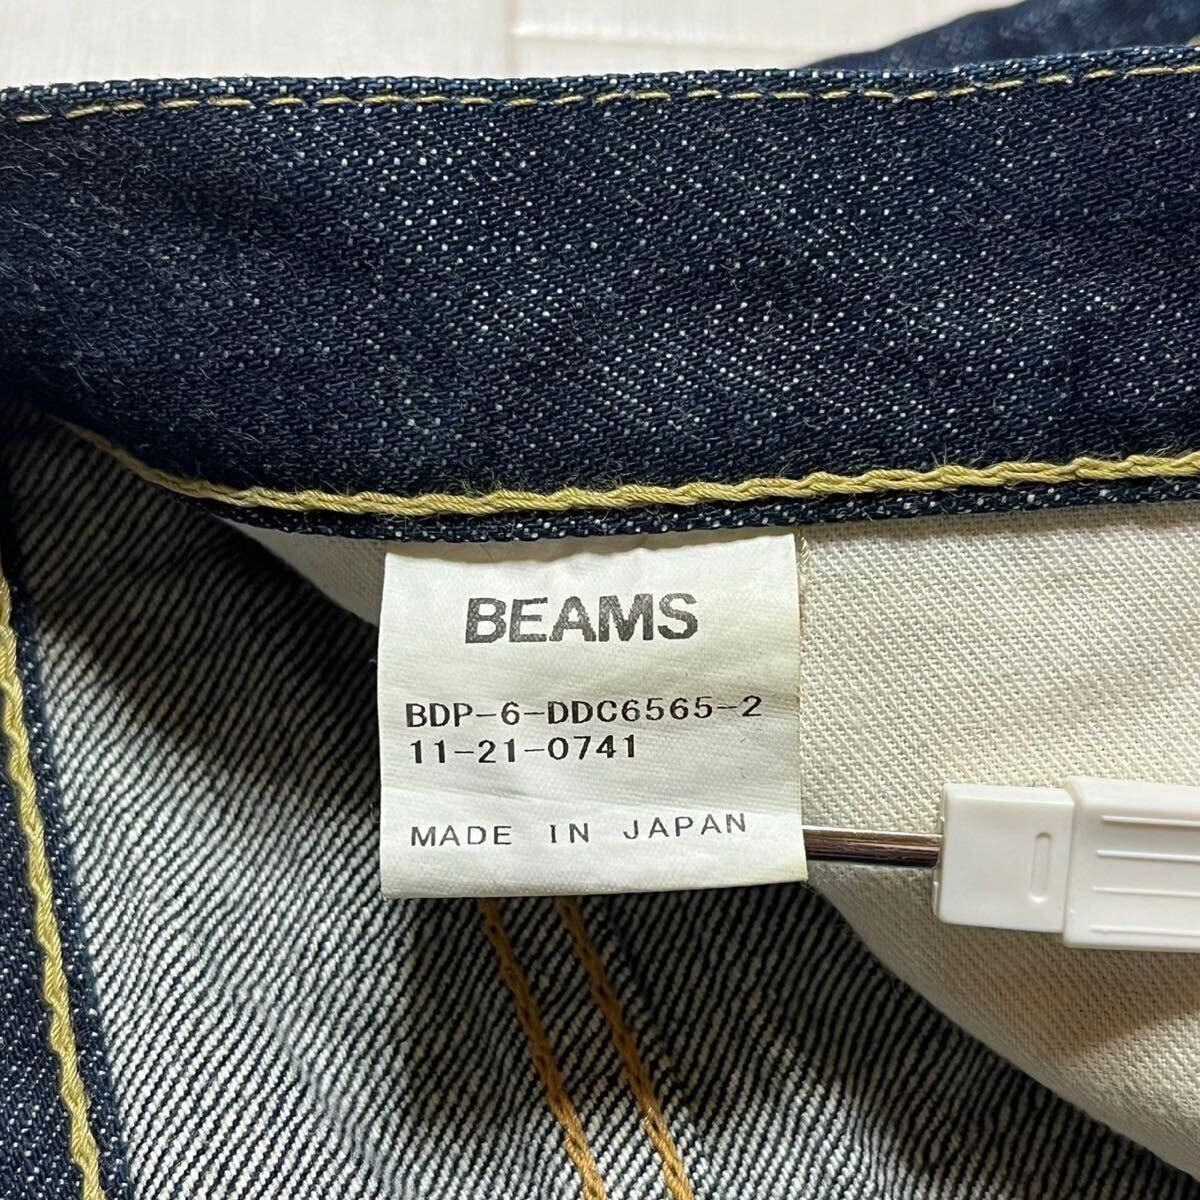 BEAMS
BDP-6-DDC6565-2
11-21-0741
MADE IN JAPAN